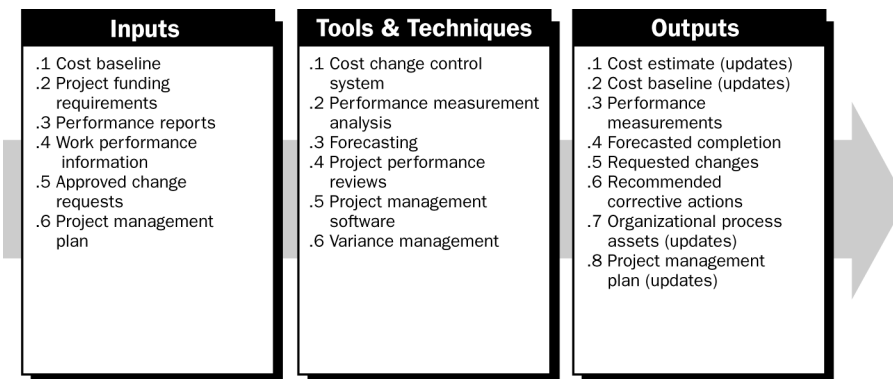 Inputs
.1 Cost baseline
.2 Project funding
requirements
.3 Performance reports
.4 Work performance
information
.5 Approved change
requests
.6 Project management
plan
Tools & Techniques
.1 Cost change control
system
.2 Performance measurement
analysis
.3 Forecasting
.4 Project performance
reviews
.5 Project management
software
.6 Variance management
Outputs
.1 Cost estimate (updates)
.2 Cost baseline (updates)
.3 Performance
measurements
.4 Forecasted completion
.5 Requested changes
.6 Recommended
corrective actions
.7 Organizational process
assets (updates)
.8 Project management
plan (updates)